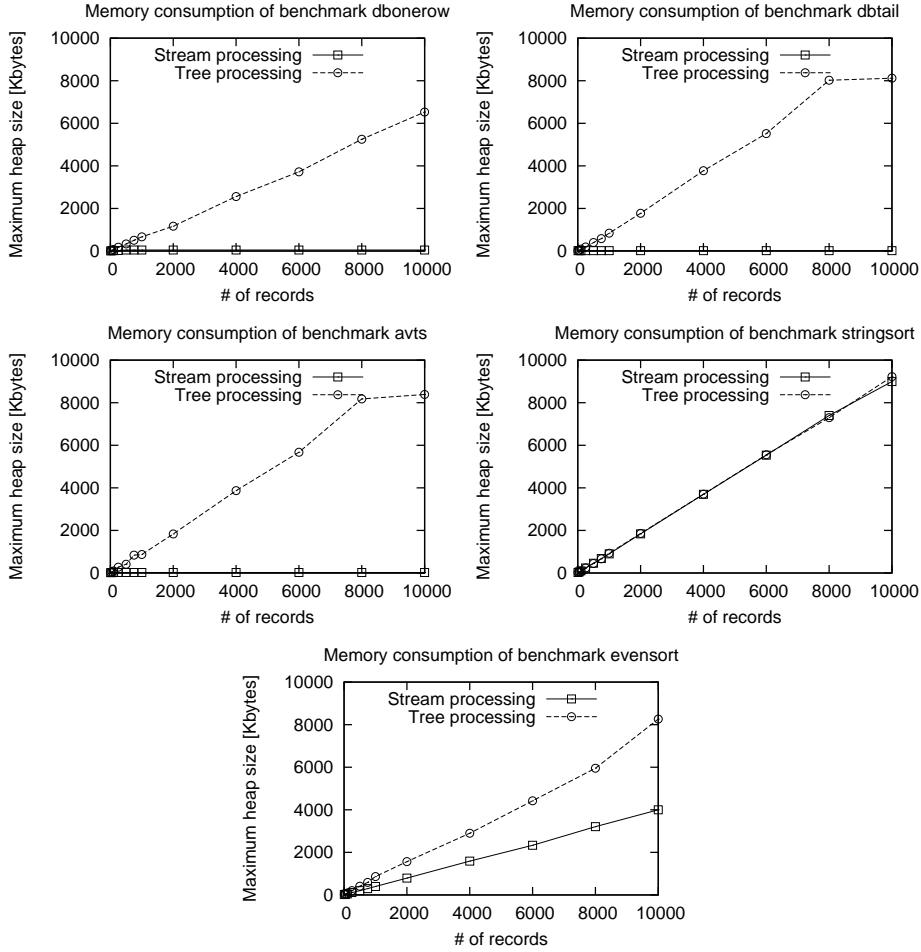 Memory consumption of benchmark dbonerow
Maximum heap size [Kbytes]
10000
8000
6000
4000
2000
0
Stream processing
Tree processing
0 2000 4000 6000 8000 10000
# of records
Memory consumption of benchmark dbtail
Maximum heap size [Kbytes]
10000
8000
6000
4000
2000
0
Stream processing
Tree processing
0 2000 4000 6000 8000 10000
# of records
Memory consumption of benchmark avts
Maximum heap size [Kbytes]
10000
8000
6000
4000
2000
0
Stream processing
Tree processing
0 2000 4000 6000 8000 10000
# of records
Memory consumption of benchmark stringsort
Maximum heap size [Kbytes]
10000
8000
6000
4000
2000
0
Stream processing
Tree processing
0 2000 4000 6000 8000 10000
# of records
Memory consumption of benchmark evensort
Maximum heap size [Kbytes]
10000
8000
6000
4000
2000
0
Stream processing
Tree processing
0 2000 4000 6000 8000 10000
# of records